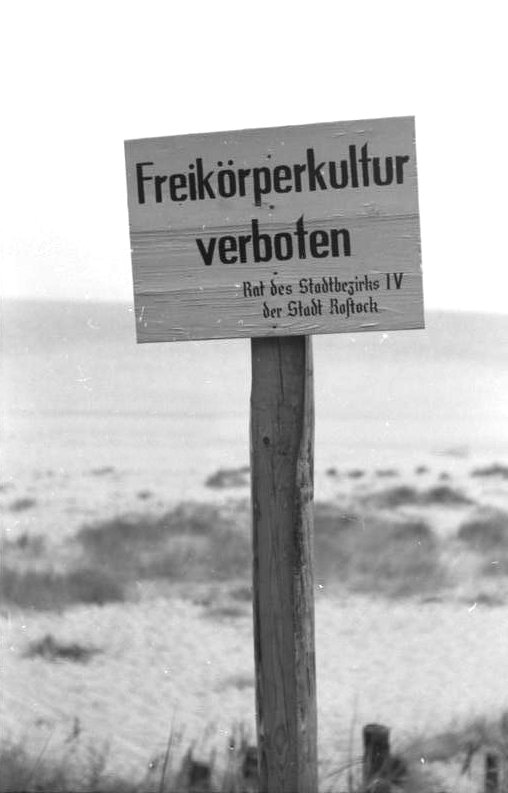 Freikörperkultur
verboten
Rat des Stadtbezirks IV
der Stadt Roſtock